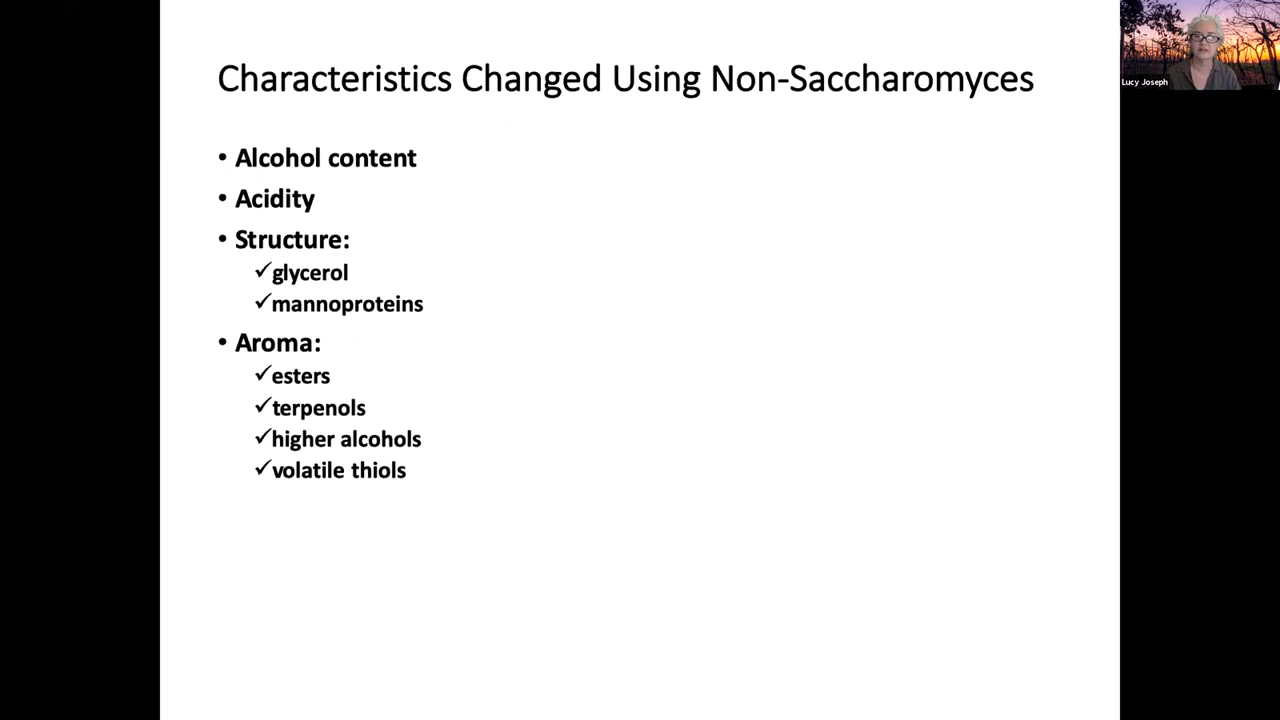 Characteristics Changed Using Non-Saccharomyces
• Alcohol content
• Acidity
• Structure:
✓glycerol
✓mannoproteins
• Aroma:
✓esters
✓terpenols
✓higher alcohols
✓volatile thiols
Lucy Joseph